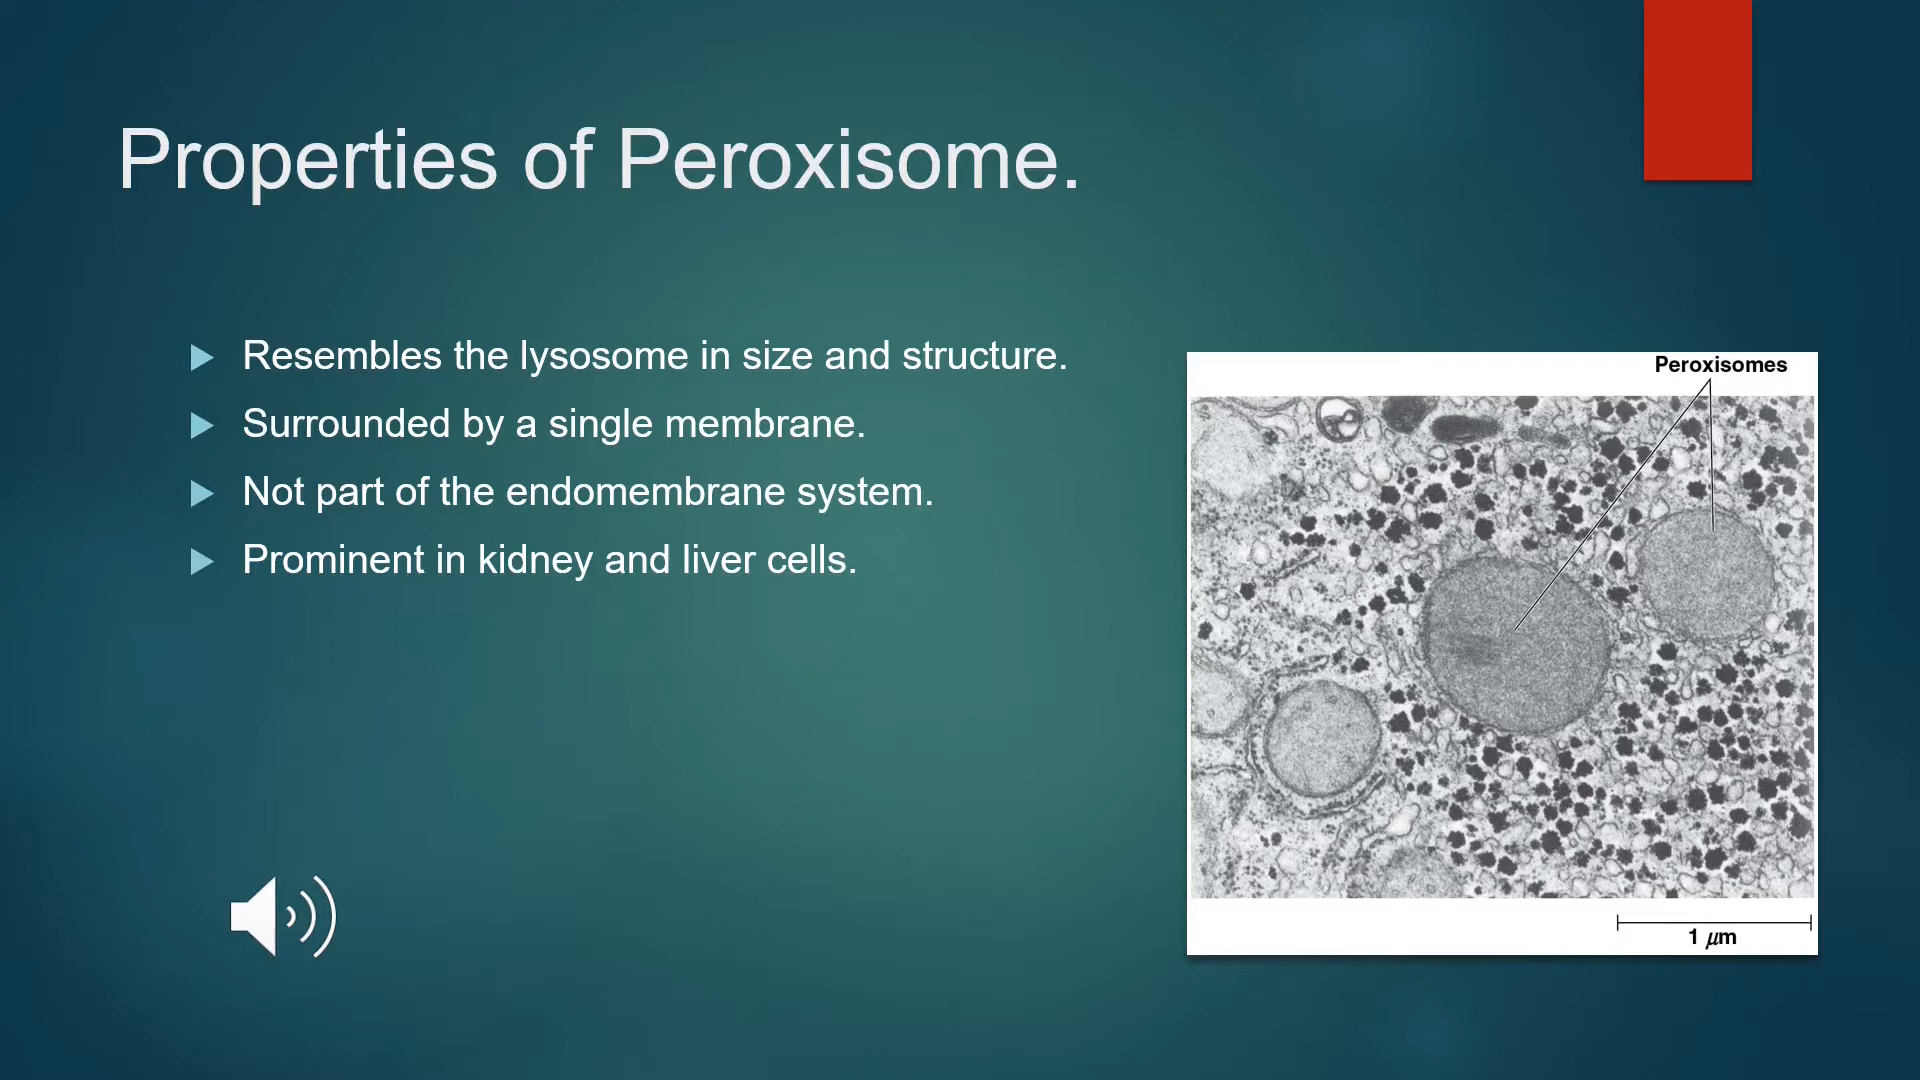 Properties of Peroxisome.
Resembles the lysosome in size and structure.
Surrounded by a single membrane.
Not part of the endomembrane system.
Prominent in kidney and liver cells.
Peroxisomes
1 μm